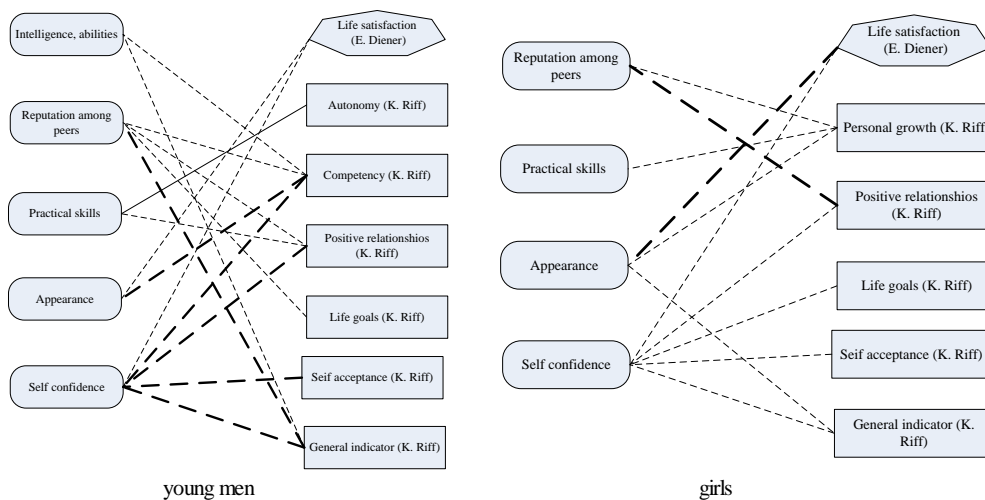 Intelligence, abilities
Reputation among
peers
Practical skills
Appearance
Self confidence
Life satisfaction
(E. Diener)
Autonomy (K. Riff)
Competency (K. Riff)
Positive relationshios
(K. Riff)
Life goals (K. Riff)
Seif acceptance (K. Riff)
General indicator (K. Riff)
young men
Reputation among
peers
Practical skills
Appearance
Self confidence
Life satisfaction
(E. Diener)
Personal growth (K. Riff)
Positive relationshios
(K. Riff)
Life goals (K. Riff)
Seif acceptance (K. Riff)
General indicator (K.
Riff)
girls